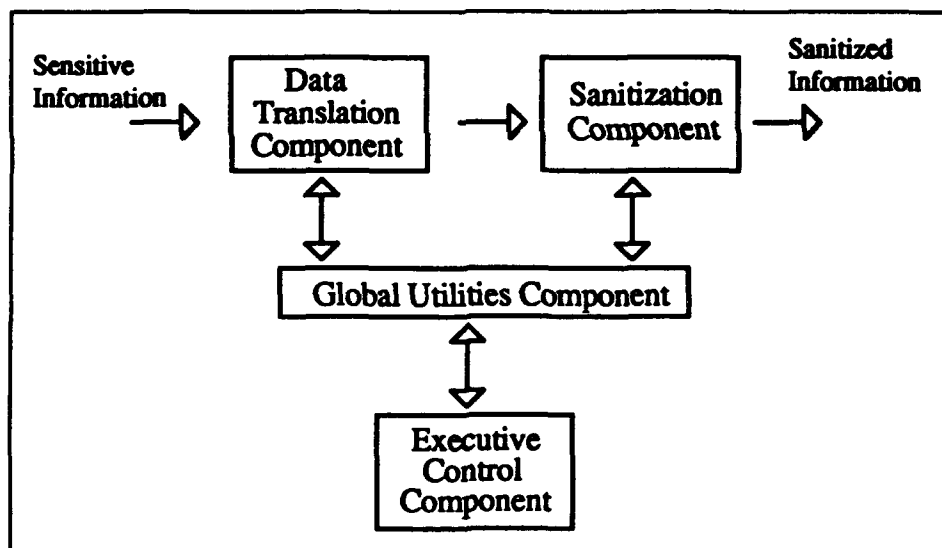 Sensitive
Information
Data
Translation
Component
Sanitization
Component
Sanitized
Information
Global Utilities Component
Executive
Control
Component